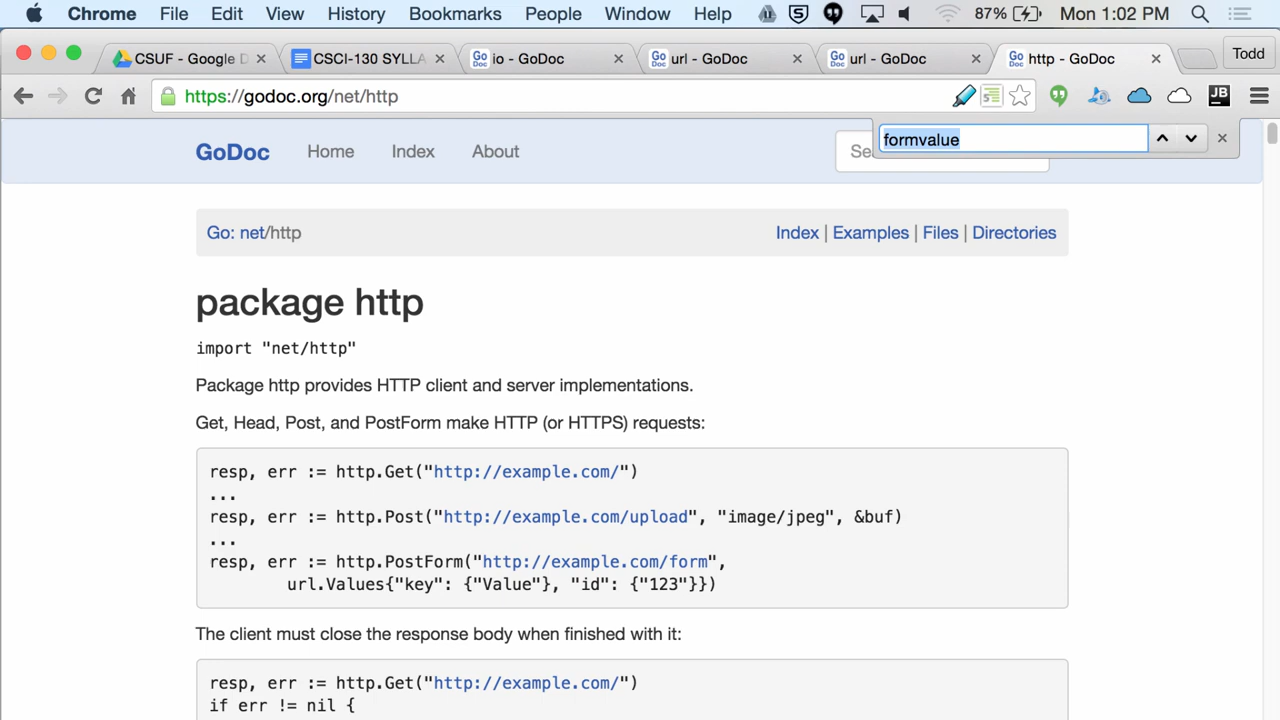 Chrome File Edit View History Bookmarks People Window Help 87% Mon 1:02 PM
CSUF - Google D CSCI-130 SYLLA io - GoDoc url - GoDoc url - GoDoc http - GoDoc Todd
https://godoc.org/net/http JB
formvalue
GoDoc Home Index About Se
Go: net/http Index | Examples | Files | Directories
package http
import "net/http"
Package http provides HTTP client and server implementations.
Get, Head, Post, and PostForm make HTTP (or HTTPS) requests:
resp, err := http.Get("http://example.com/")
...
resp, err := http.Post("http://example.com/upload", "image/jpeg", &buf)
...
resp, err := http.PostForm("http://example.com/form",
url.Values{"key": {"Value"}, "id": {"123"}})
The client must close the response body when finished with it:
resp, err := http.Get("http://example.com/")
if err != nil {